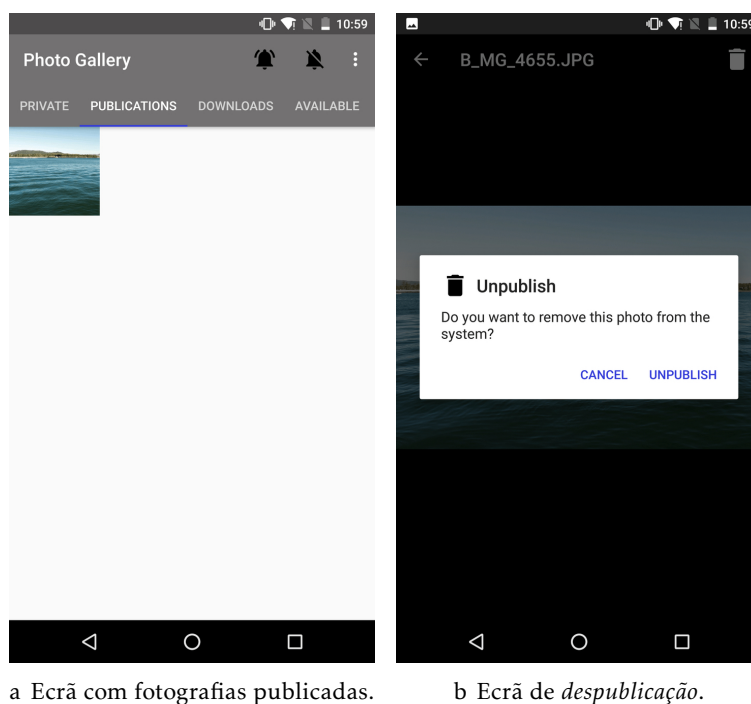 10:59
Photo Gallery
PRIVATE PUBLICATIONS DOWNLOADS AVAILABLE
a Ecrã com fotografias publicadas.
10:59
B_MG_4655.JPG
Unpublish
Do you want to remove this photo from the
system?
CANCEL UNPUBLISH
b Ecrã de despublicação.